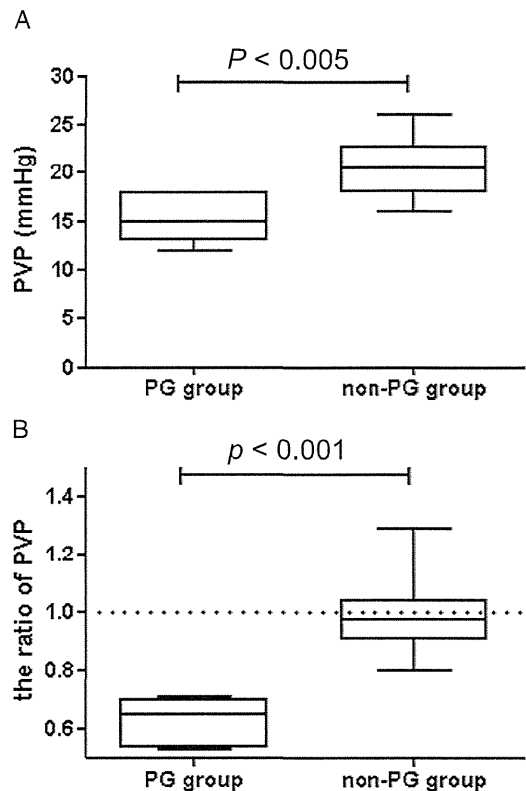 A
P < 0.005
30
25
20
15
10
5
0
PVP (mmHg)
PG group
non-PG group
B
p < 0.001
1.4
1.2
1.0
0.8
0.6
the ratio of PVP
PG group
non-PG group